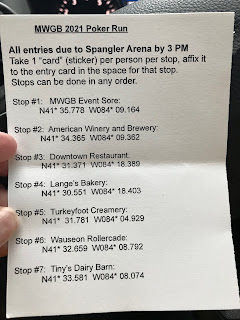 MWGB 2021 Poker Run
All entries due to Spangler Arena by 3 PM
Take 1 "card" (sticker) per person per stop, affix it
to the entry card in the space for that stop.
Stops can be done in any order.
Stop #1: MWGB Event Sore:
N41* 35.778 W084* 09.164
Stop #2: American Winery and Brewery:
N41* 34.365 W084* 09.362
Stop #3: Downtown Restaurant:
N41* 31.371 W084* 18.389
Stop #4: Lange's Bakery:
N41* 30.551 W084* 18.403
Stop #5: Turkeyfoot Creamery:
N41* 31.781 W084* 04.929
Stop #6: Wauseon Rollercade:
N41* 32.659 W084* 08.792
Stop #7: Tiny's Dairy Barn:
N41* 33.581 W084* 08.074